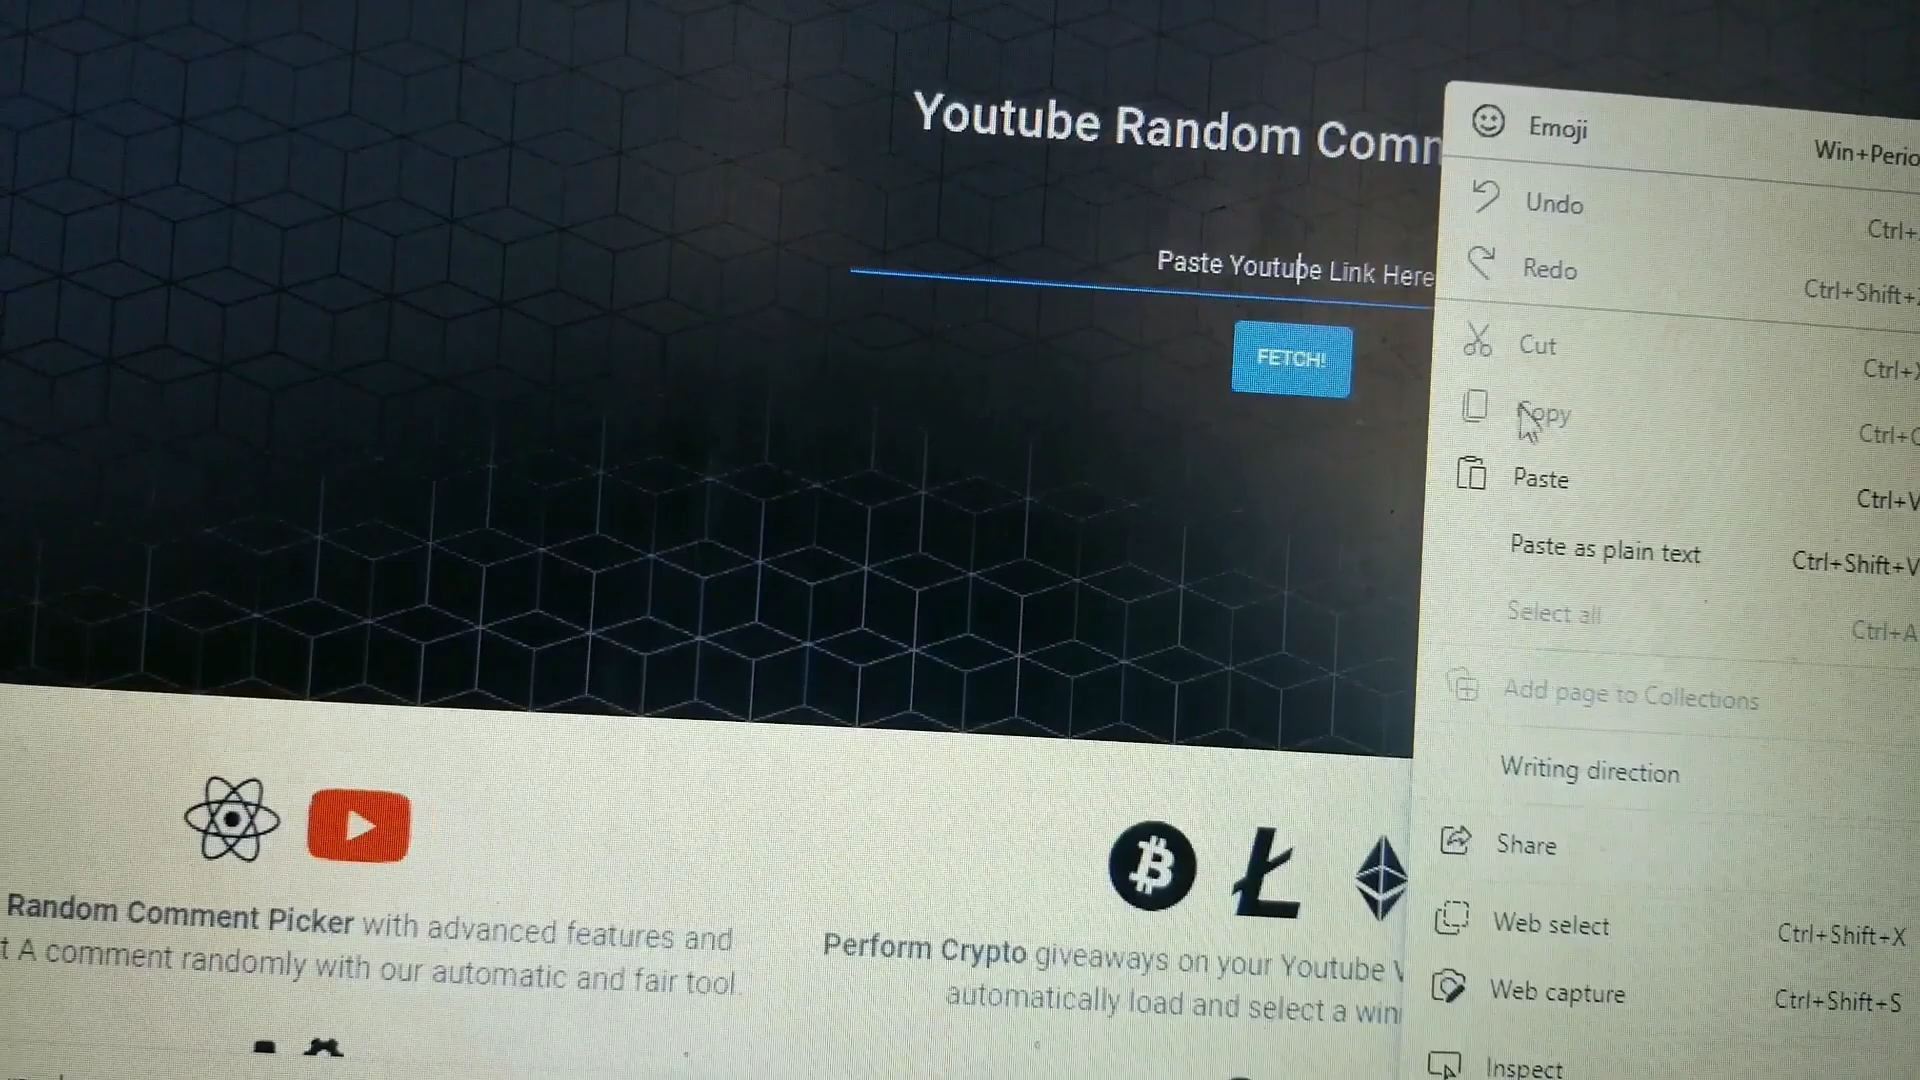 Youtube Random Comm
Paste Youtube Link Here
FETCH!
Emoji
Win+Perio
Undo
Ctrl+
Redo
Ctrl+Shift+
Cut
Ctrl+X
Copy
Ctrl+C
Paste
Ctrl+V
Paste as plain text
Ctrl+Shift+V
Select all
Ctrl+A
Add page to Collections
Writing direction
Share
Web select
Ctrl+Shift+X
Web capture
Ctrl+Shift+S
Inspect
Random Comment Picker with advanced features and
t A comment randomly with our automatic and fair tool.
Perform Crypto giveaways on your Youtube V
automatically load and select a win